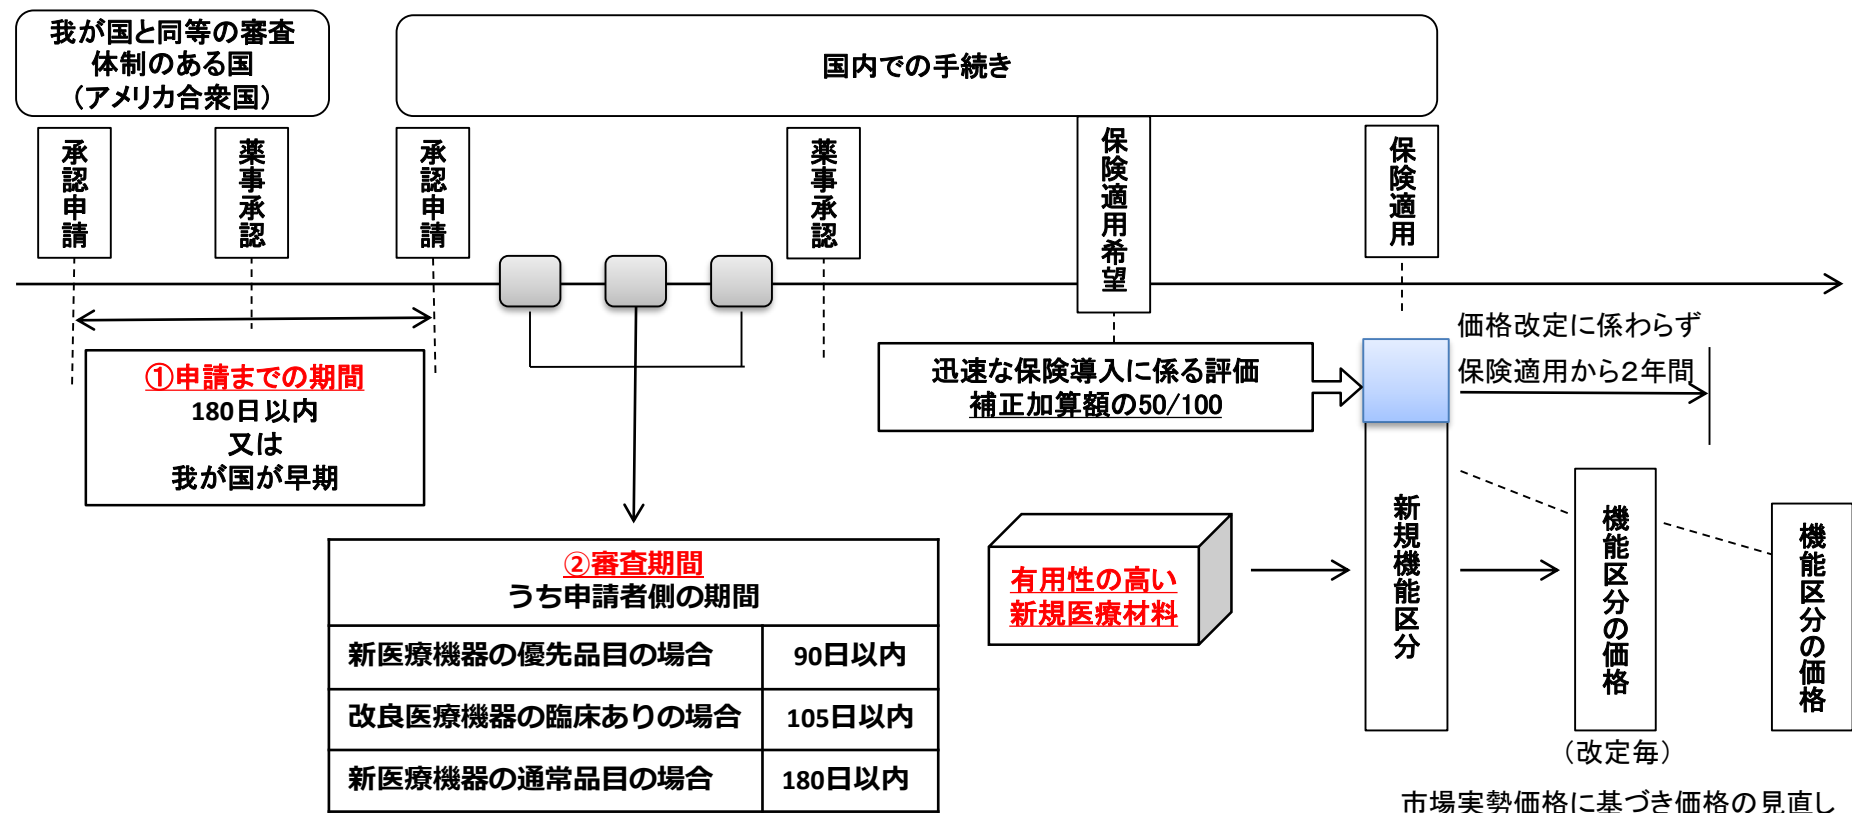 我が国と同等の審査
体制のある国
（アメリカ合衆国）
国内での手続き
承認申請
薬事承認
承認申請
薬事承認
保険適用希望
保険適用
①申請までの期間
180日以内
又は
我が国が早期
迅速な保険導入に係る評価
補正加算額の50/100
価格改定に係わらず
保険適用から２年間
②審査期間
うち申請者側の期間
新医療機器の優先品目の場合
90日以内
改良医療機器の臨床ありの場合
105日以内
新医療機器の通常品目の場合
180日以内
有用性の高い
新規医療材料
新規機能区分
機能区分の価格
機能区分の価格
（改定毎）
市場実勢価格に基づき価格の見直し